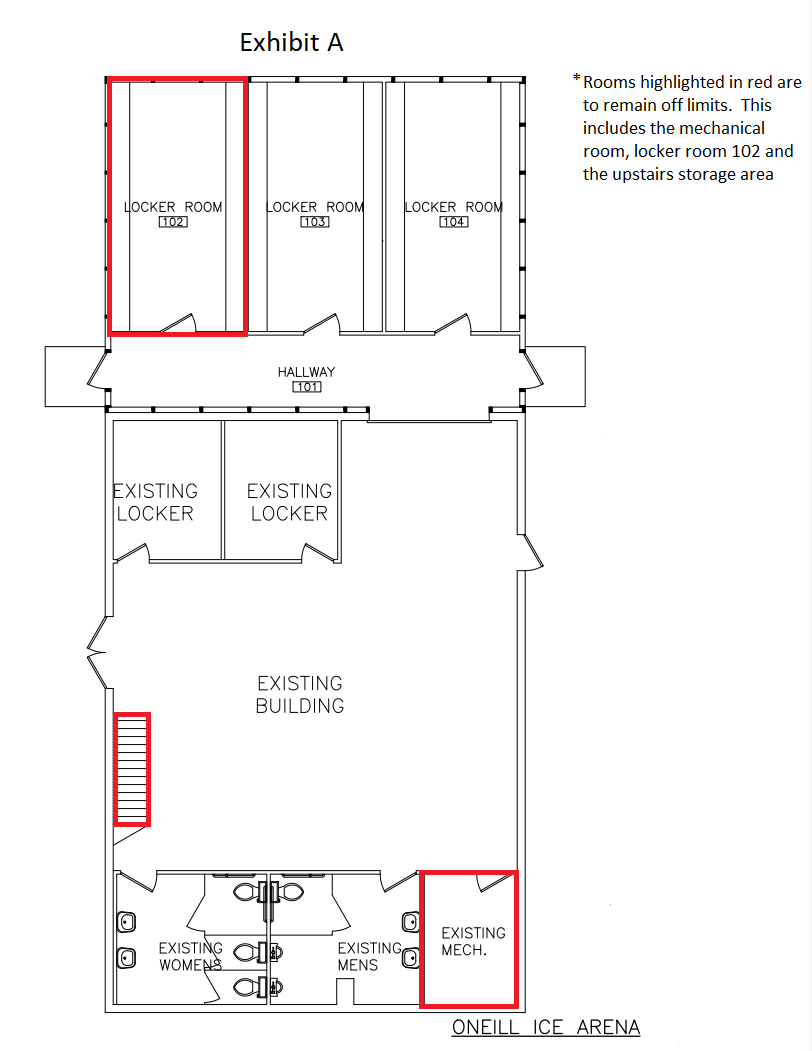 Exhibit A
*Rooms highlighted in red are
to remain off limits.  This
includes the mechanical
room, locker room 102 and
the upstairs storage area
LOCKER ROOM
102
LOCKER ROOM
103
LOCKER ROOM
104
HALLWAY
101
EXISTING
LOCKER
EXISTING
LOCKER
EXISTING
BUILDING
EXISTING
WOMENS
EXISTING
MENS
EXISTING
MECH.
ONEILL ICE ARENA